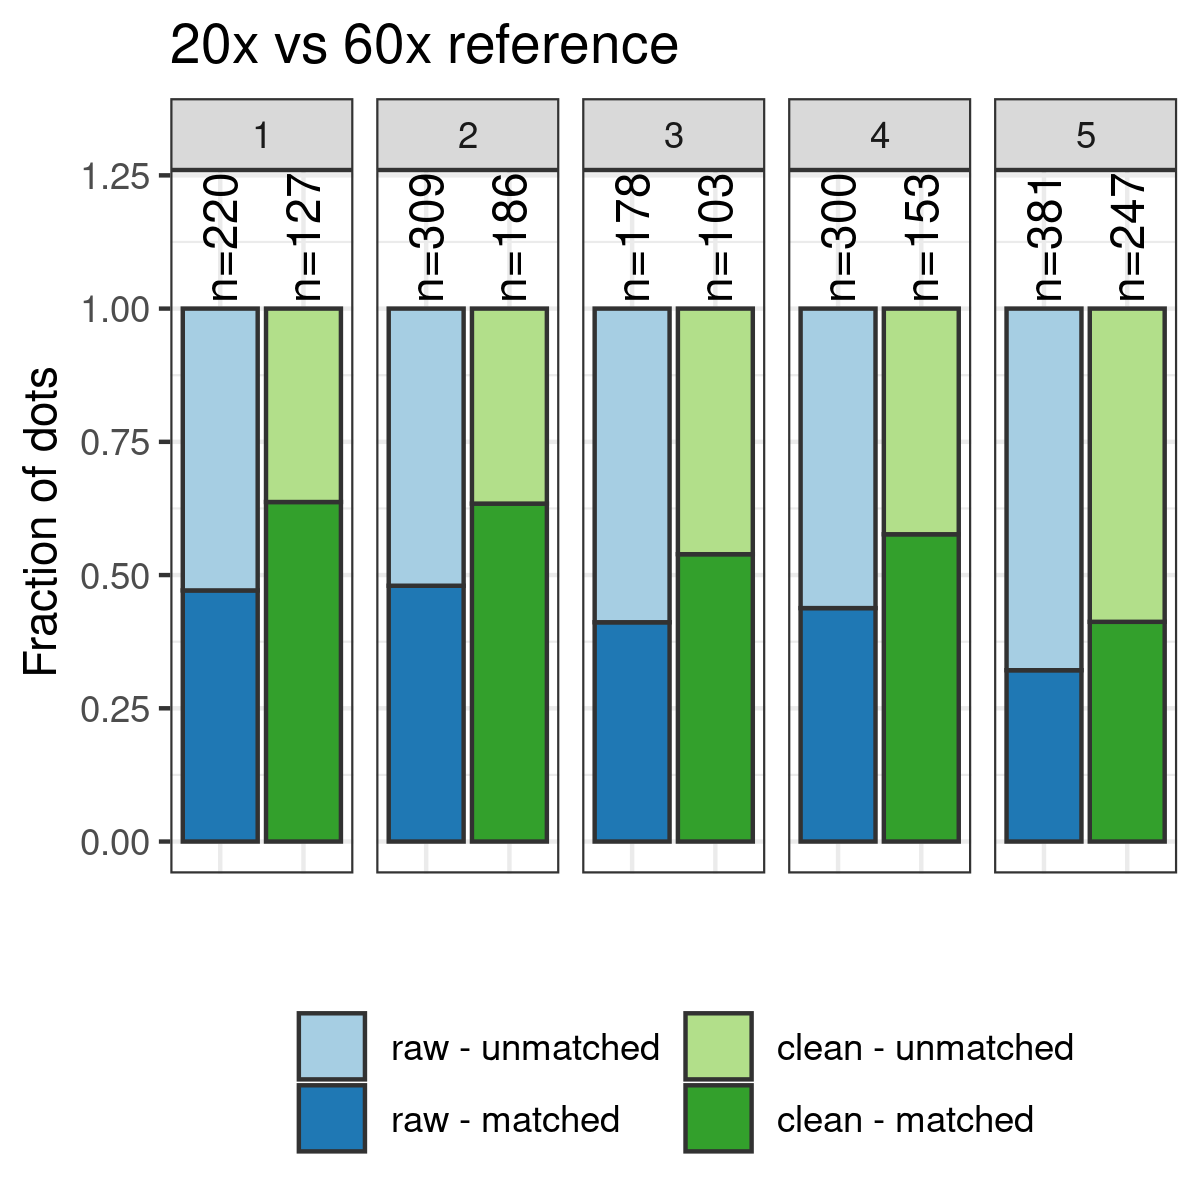 20x vs 60x reference
1 2 3 4 5
n=220 n=127 n=309 n=186 n=178 n=103 n=300 n=153 n=381 n=247
Fraction of dots
1.25
1.00
0.75
0.50
0.25
0.00
raw - unmatched clean - unmatched
raw - matched clean - matched